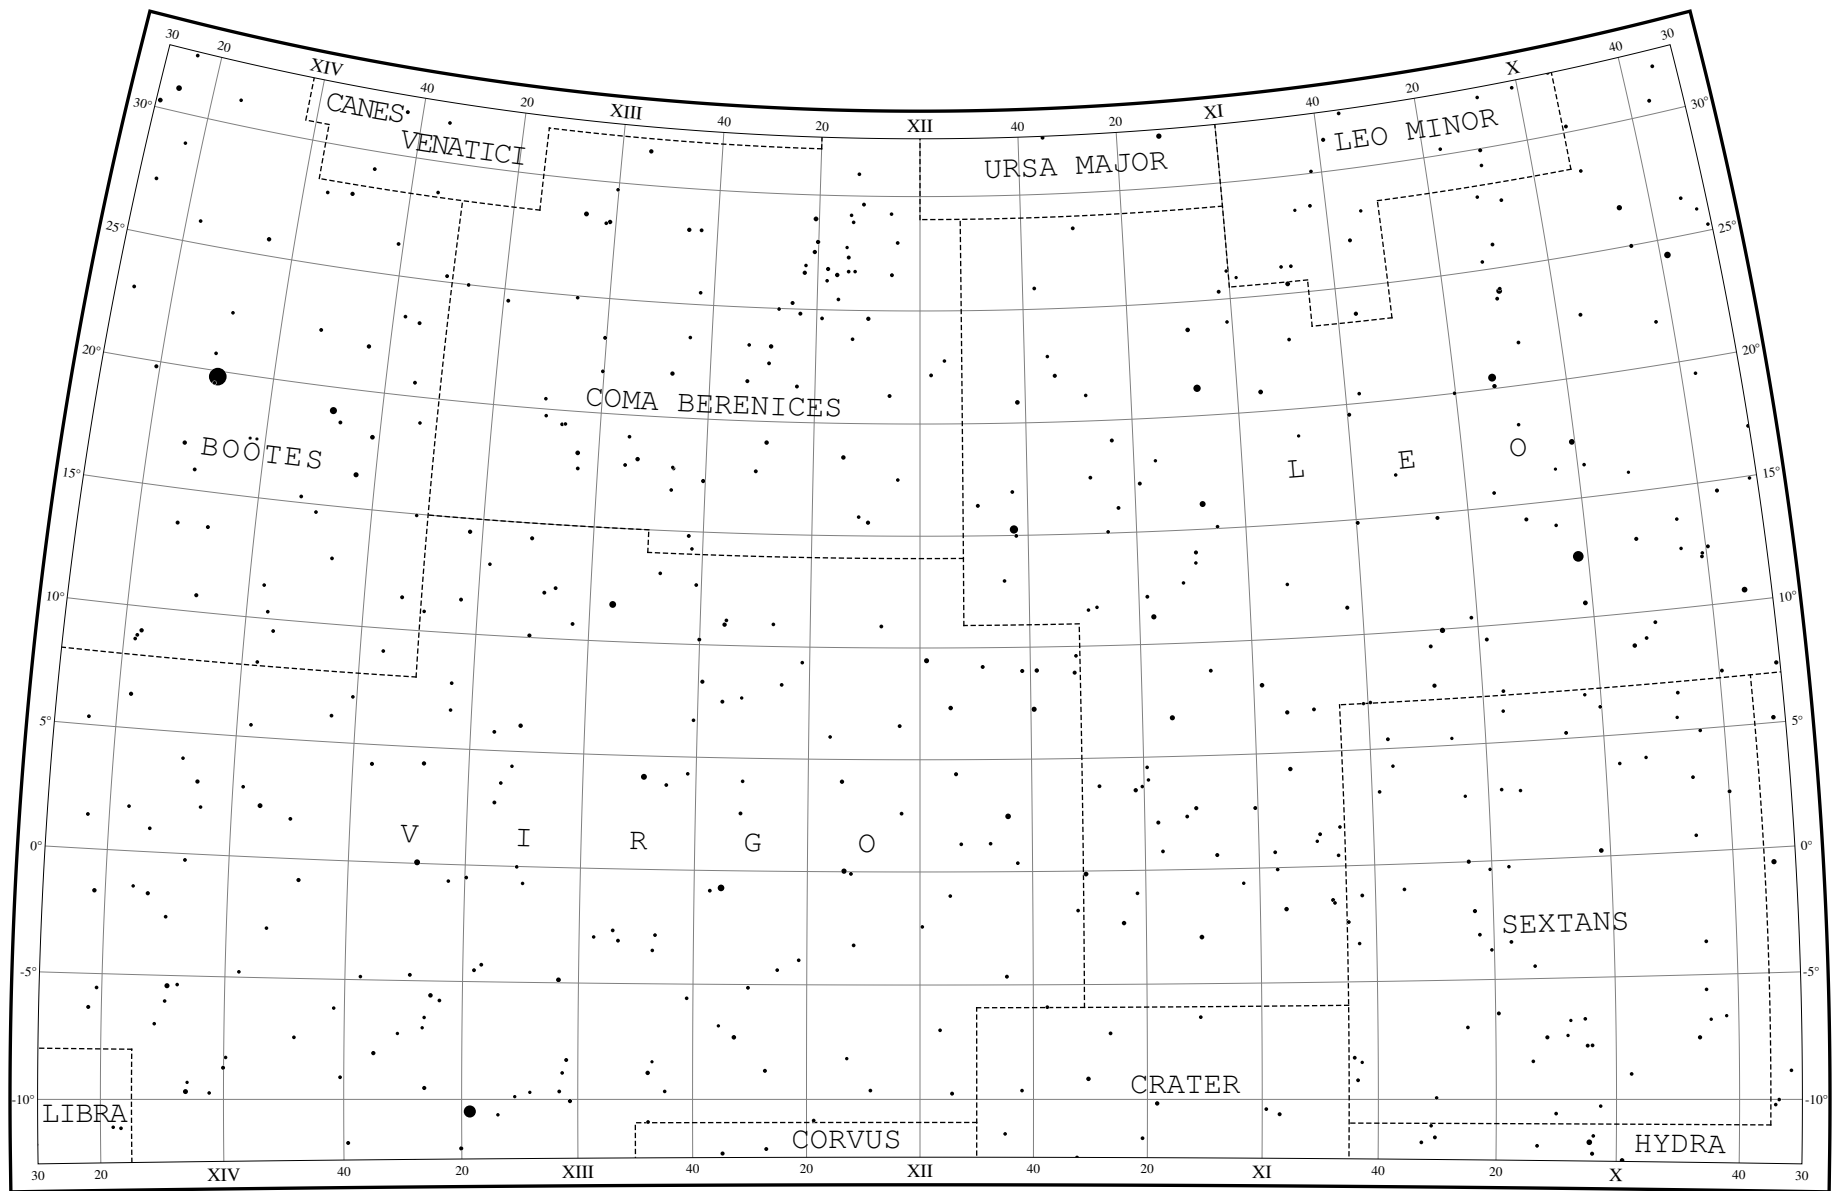 30 20 XIV 40 20 XIII 40 20 XII 40 20 XI 40 20 X 40 30
30° 30°
CANES
VENATICI
URSA MAJOR
LEO MINOR
25° 25°
20° 20°
COMA BERENICES
BOÖTES
L E O
15° 15°
10° 10°
5° 5°
V I R G O
0° 0°
SEXTANS
-5° -5°
CRATER
-10° -10°
LIBRA
CORVUS
HYDRA
30 20 XIV 40 20 XIII 40 20 XII 40 20 XI 40 20 X 40 30